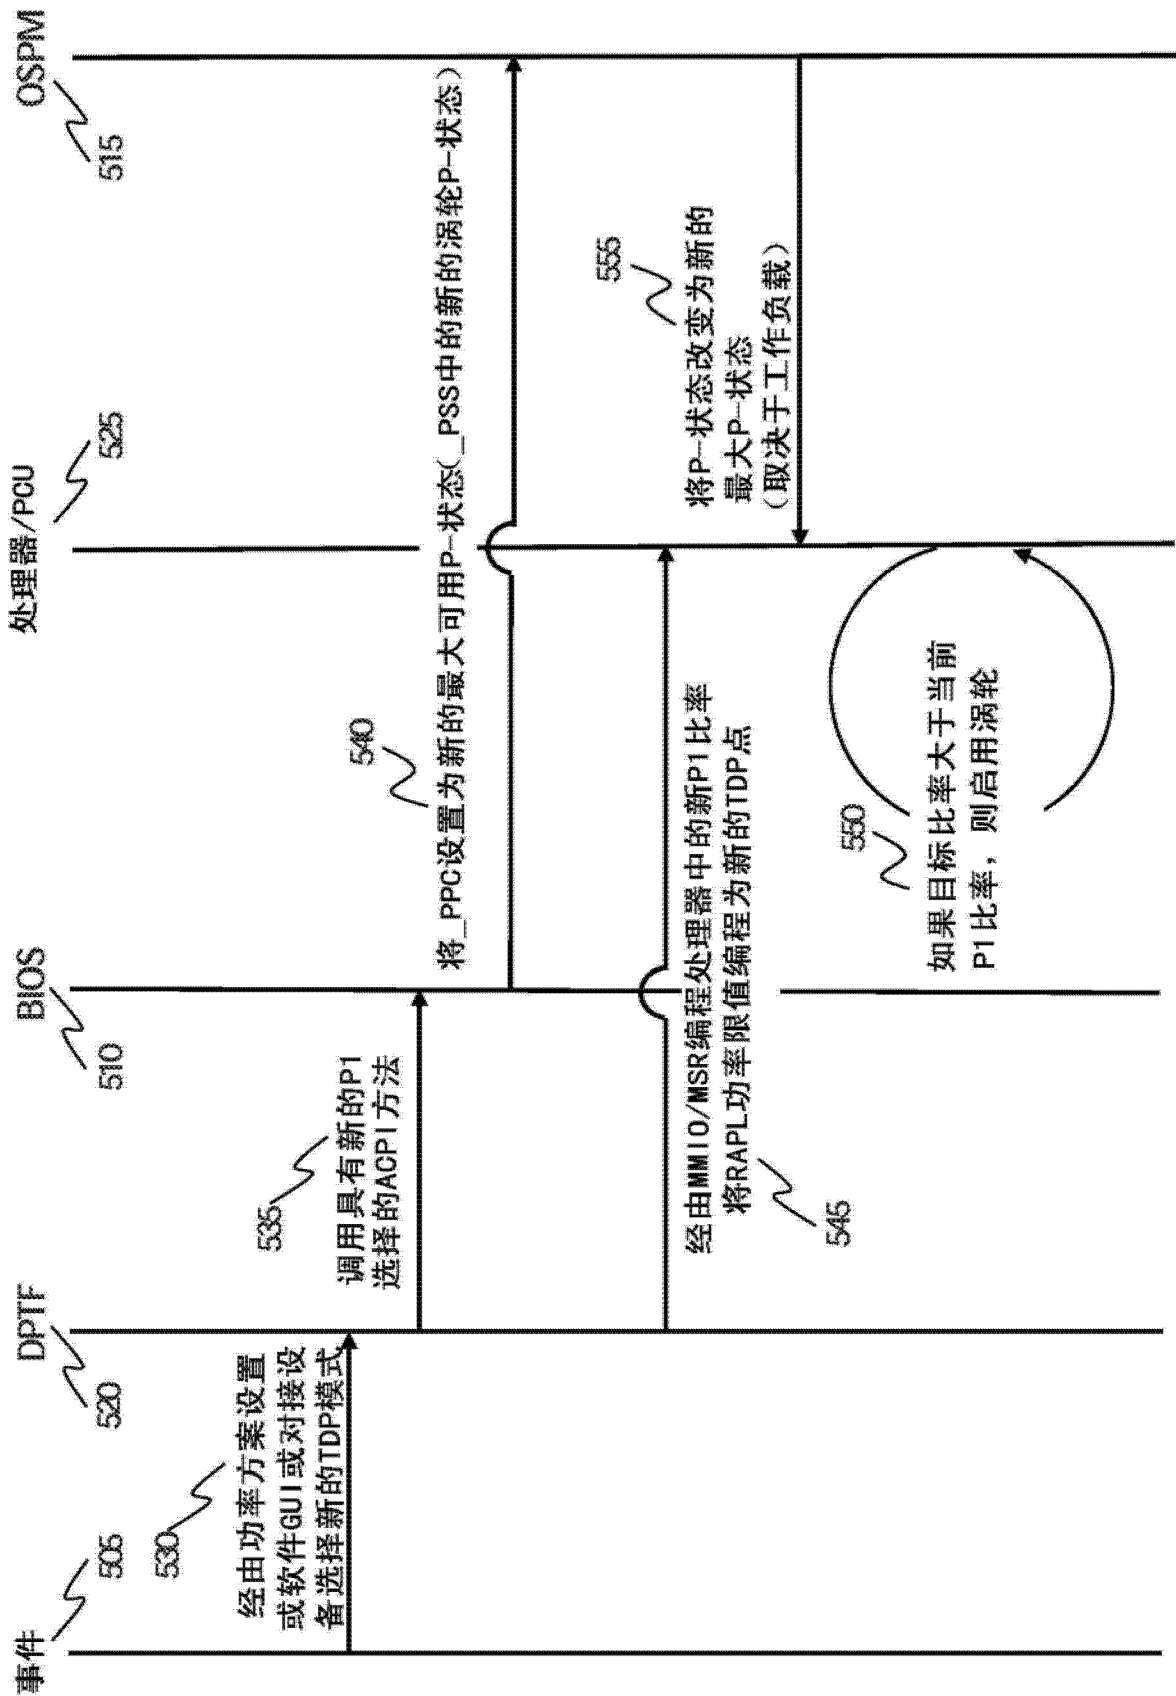 事件
505
DPTF
520
BIOS
510
处理器/PCU
525
OSPM
515
530
经由功率方案设置
或软件GUI或对接设
备选择新的TDP模式
535
调用具有新的P1
选择的ACPI方法
540
将_PPC设置为新的最大可用P-状态(_PSS中的新的涡轮P-状态)
经由MMIO/MSR编程处理器中的新P1比率
将RAPL功率限值编程为新的TDP点
545
555
将P-状态改变为新的
最大P-状态
(取决于工作负载)
550
如果目标比率大于当前
P1比率，则启用涡轮